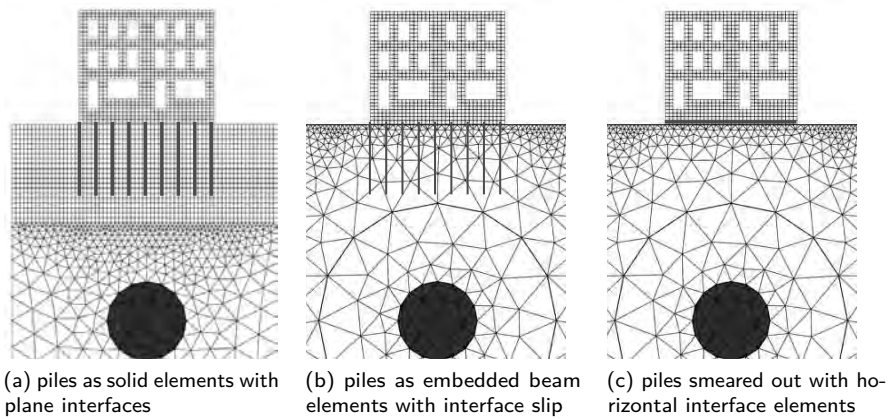 (a) piles as solid elements with
plane interfaces
(b) piles as embedded beam
elements with interface slip
(c) piles smeared out with ho-
rizontal interface elements